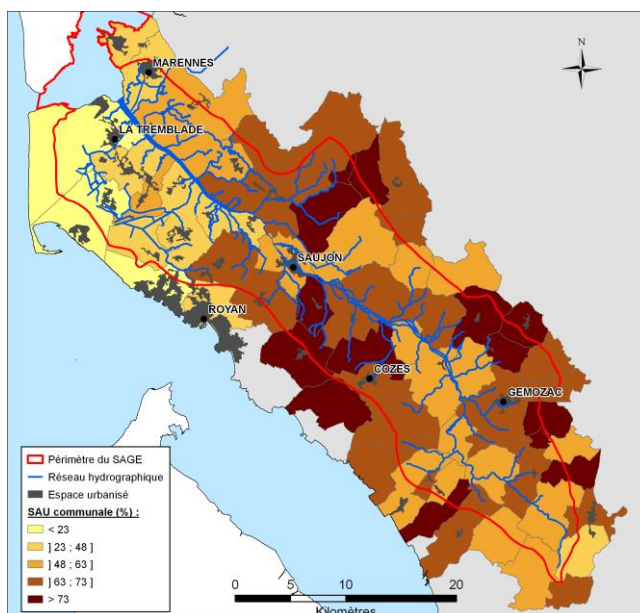 N
MARENNES
LA TREMBLADE
SAUJON
ROYAN
COZES
GEMOZAC
Périmètre du SAGE
Réseau hydrographique
Espace urbanisé
SAU communale (%) :
< 23
] 23 ; 48 ]
] 48 ; 63 ]
] 63 ; 73 ]
> 73
0 5 10 20
Kilomètres